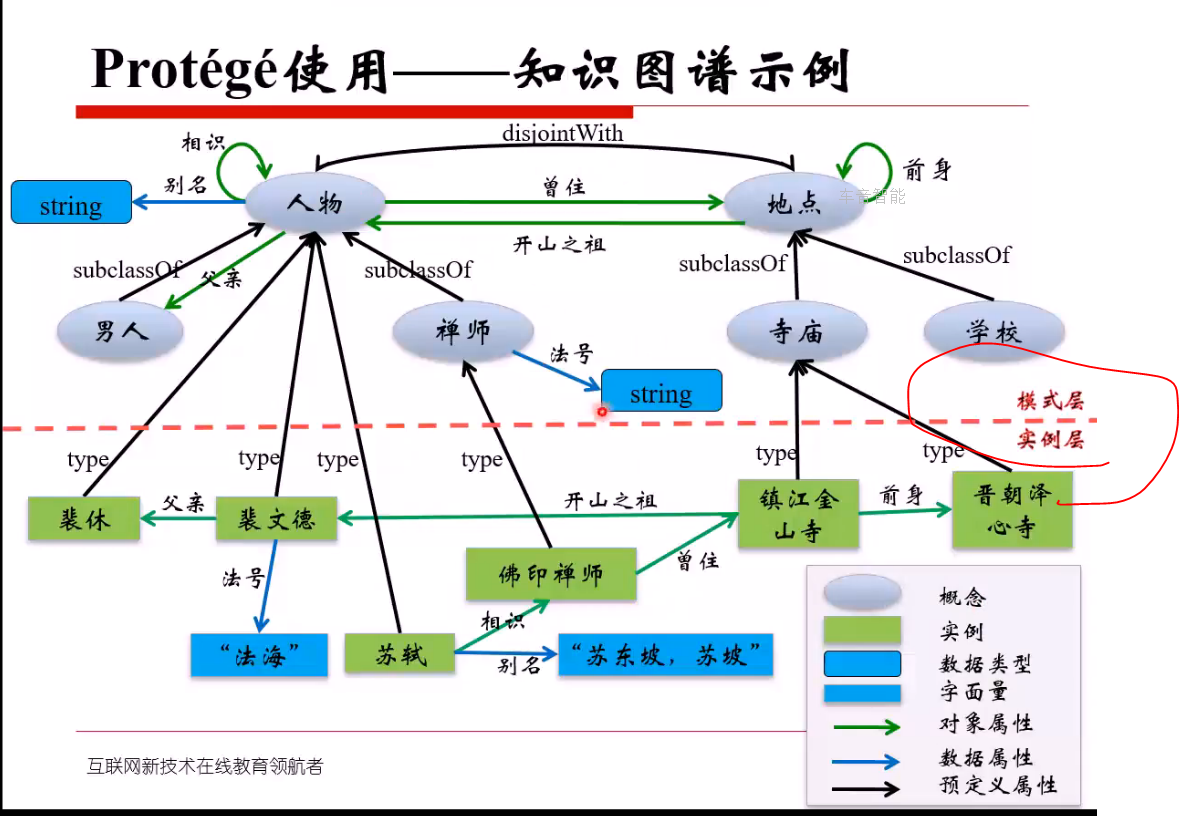 Protégé使用——知识图谱示例
disjointWith
相识
前身
别名
曾住
string
人物
地点
车音智能
开山之祖
subclassOf
父亲
subclassOf
subclassOf
subclassOf
男人
禅师
寺庙
学校
法号
string
模式层
实例层
type
type
type
type
type
type
裴休
父亲
裴文德
开山之祖
镇江金
山寺
前身
晋朝泽
心寺
法号
佛印禅师
曾住
相识
“法海”
苏轼
别名
“苏东坡，苏坡”
概念
实例
数据类型
字面量
对象属性
数据属性
预定义属性
互联网新技术在线教育领航者